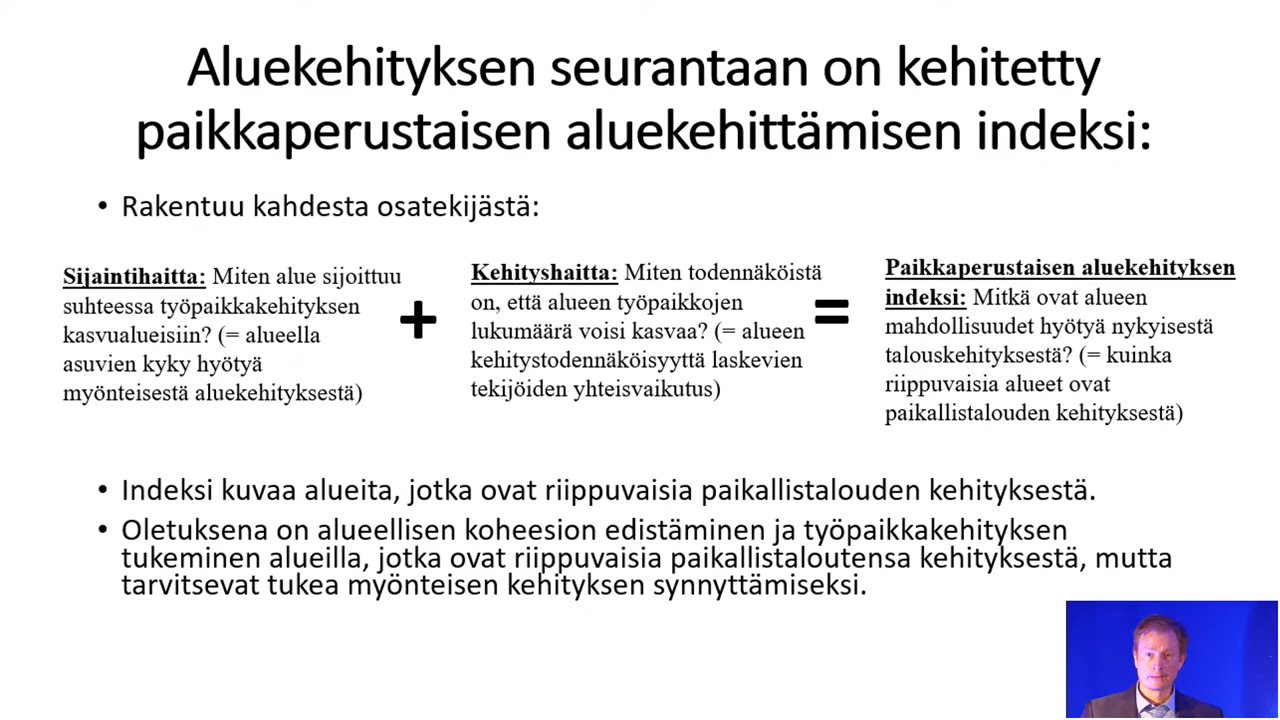 Aluekehityksen seurantaan on kehitetty
paikkaperustaisen aluekehittämisen indeksi:
• Rakentuu kahdesta osatekijästä:
Sijaintihaitta: Miten alue sijoittuu
suhteessa työpaikkakehityksen
kasvualueisiin? (= alueella
asuvien kyky hyötyä
myönteisestä aluekehityksestä)
+
Kehityshaitta: Miten todennäköistä
on, että alueen työpaikkojen
lukumäärä voisi kasvaa? (= alueen
kehitystodennäköisyyttä laskevien
tekijöiden yhteisvaikutus)
=
Paikkaperustaisen aluekehityksen
indeksi: Mitkä ovat alueen
mahdollisuudet hyötyä nykyisestä
talouskehityksestä? (= kuinka
riippuvaisia alueet ovat
paikallistalouden kehityksestä)
• Indeksi kuvaa alueita, jotka ovat riippuvaisia paikallistalouden kehityksestä.
• Oletuksena on alueellisen koheesion edistäminen ja työpaikkakehityksen
tukeminen alueilla, jotka ovat riippuvaisia paikallistaloutensa kehityksestä, mutta
tarvitsevat tukea myönteisen kehityksen synnyttämiseksi.